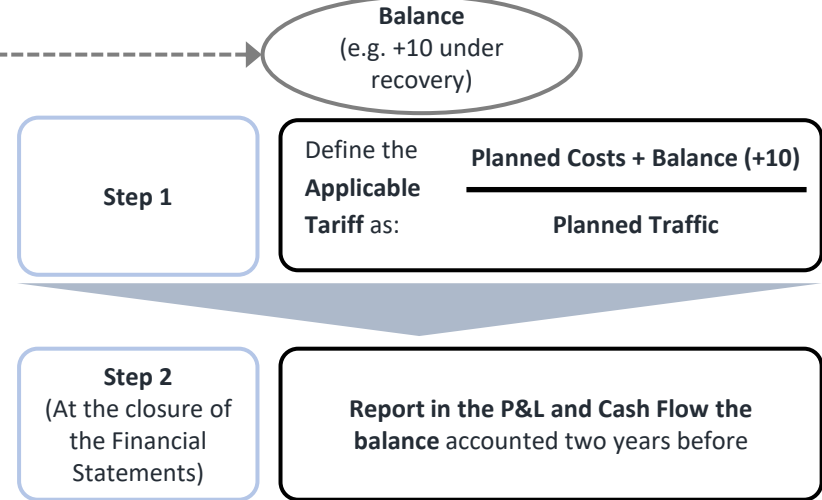 Balance
(e.g. +10 under
recovery)
Step 1
Define the
Applicable
Tariff as:
Planned Costs + Balance (+10)
Planned Traffic
Step 2
(At the closure of
the Financial
Statements)
Report in the P&L and Cash Flow the
balance accounted two years before